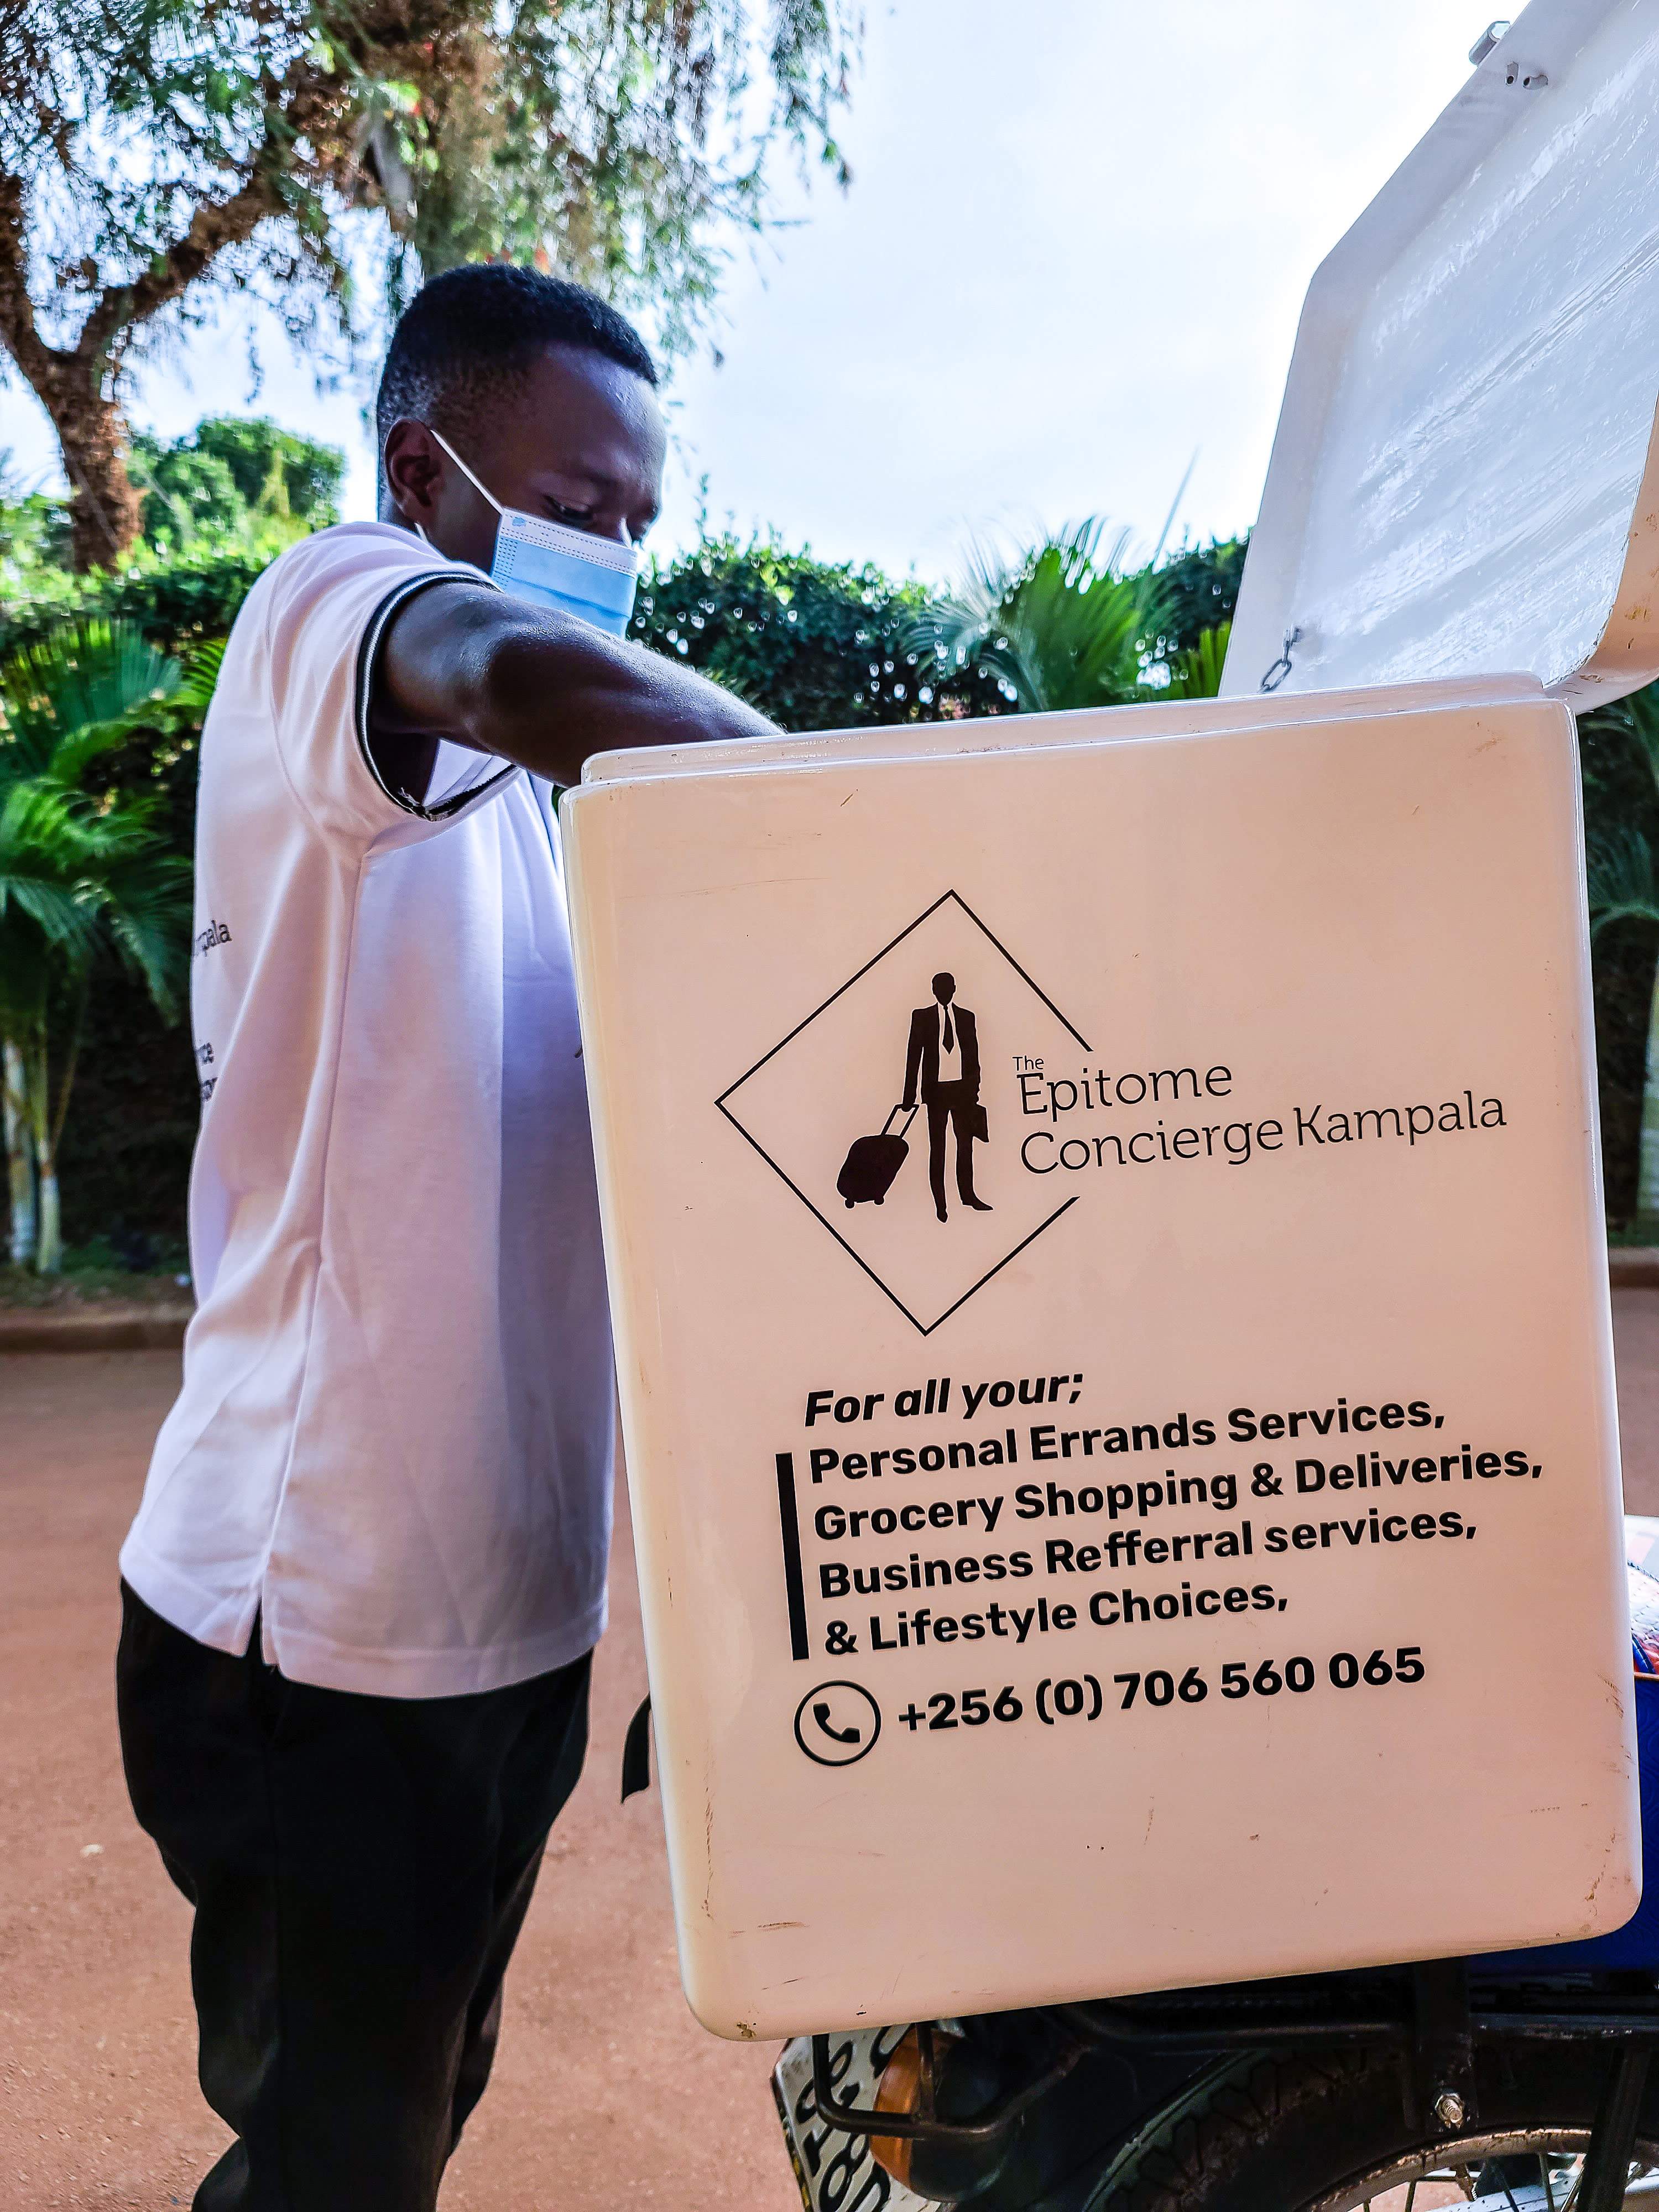 The
Epitome
Concierge Kampala
For all your;
Personal Errands Services,
Grocery Shopping & Deliveries,
Business Refferral services,
& Lifestyle Choices,
+256 (0) 706 560 065